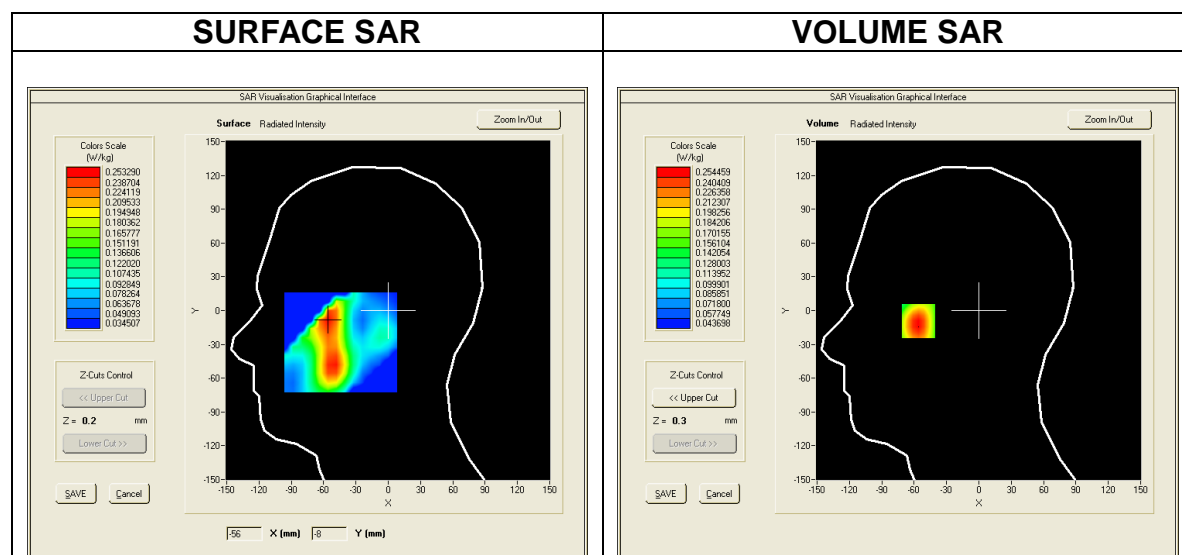 SURFACE SAR
VOLUME SAR
SAR Visualisation Graphical Interface
Surface Radiated Intensity
Zoom In/Out
Colors Scale
(W/kg)
0.253290
0.238704
0.224119
0.209533
0.194948
0.180362
0.165777
0.151191
0.136606
0.122020
0.107435
0.092849
0.078264
0.063678
0.049093
0.034507
Z-Cuts Control
<< Upper Cut
Z = 0.2 mm
Lower Cut >>
SAVE Cancel
150
120
90
60
30
0
-30
-60
-90
-120
-150
Y
-150 -120 -90 -60 -30 0 30 60 90 120 150
X
-56 X (mm) -8 Y (mm)
SAR Visualisation Graphical Interface
Volume Radiated Intensity
Zoom In/Out
Colors Scale
(W/kg)
0.254459
0.240409
0.226358
0.212307
0.198256
0.184206
0.170155
0.156104
0.142054
0.128003
0.113952
0.099901
0.085851
0.071800
0.057749
0.043698
Z-Cuts Control
<< Upper Cut
Z = 0.3 mm
Lower Cut >>
SAVE Cancel
150
120
90
60
30
0
-30
-60
-90
-120
-150
Y
-150 -120 -90 -60 -30 0 30 60 90 120 150
X